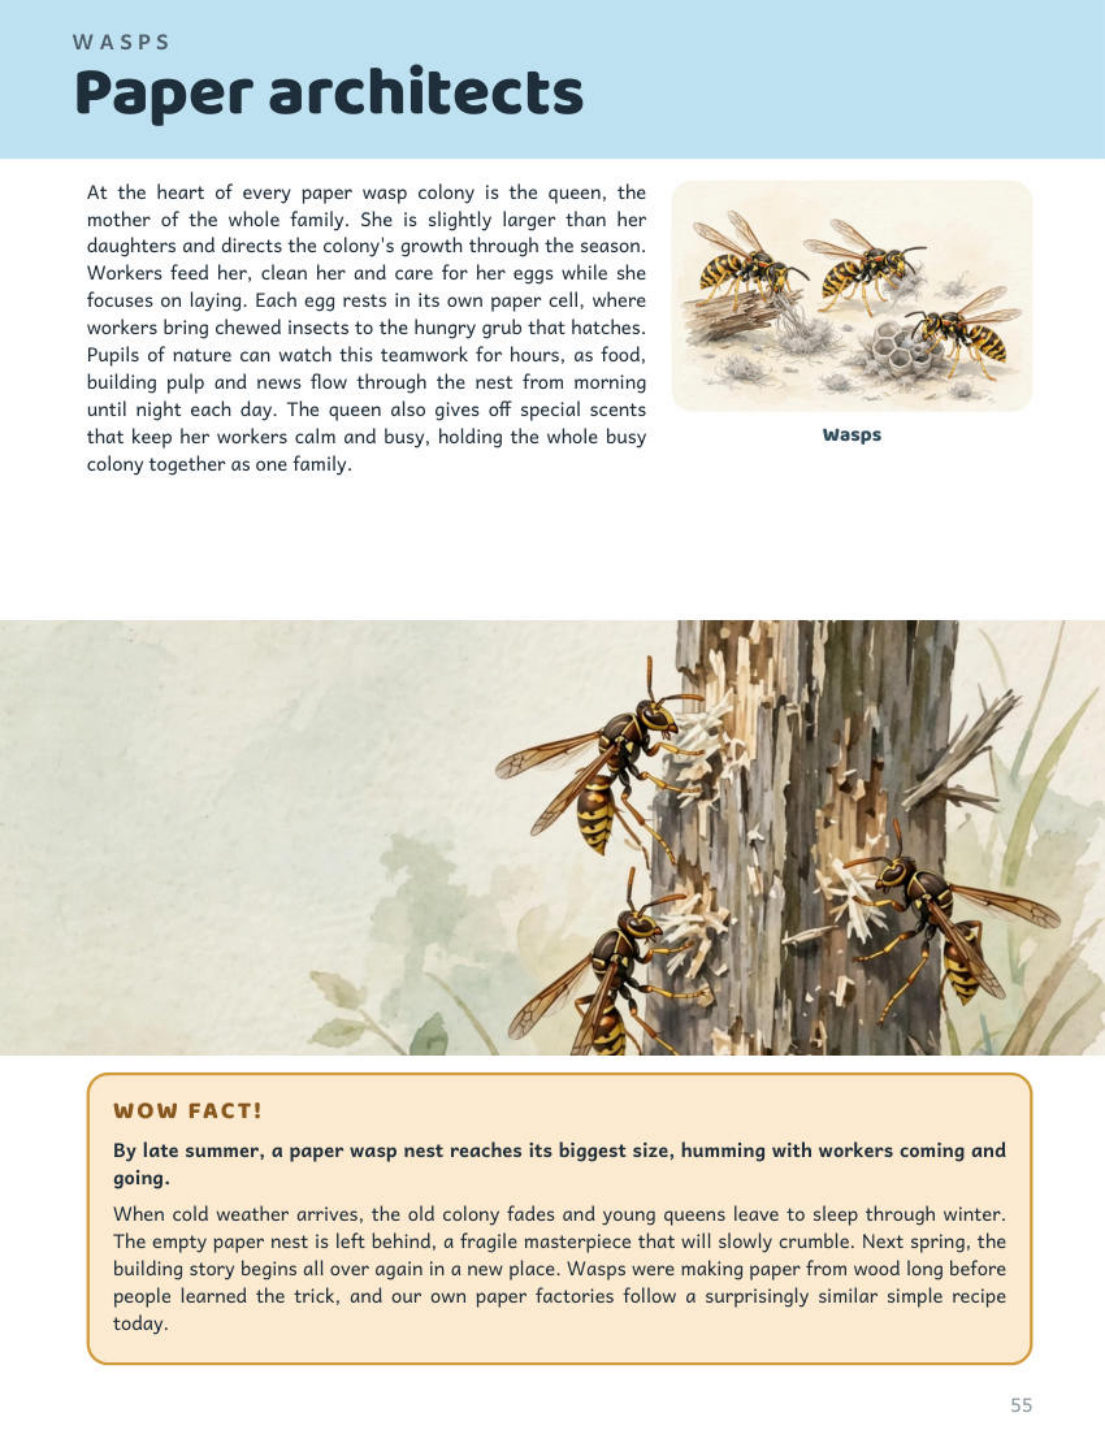 WASPS
Paper architects
At the heart of every paper wasp colony is the queen, the
mother of the whole family. She is slightly larger than her
daughters and directs the colony's growth through the season.
Workers feed her, clean her and care for her eggs while she
focuses on laying. Each egg rests in its own paper cell, where
workers bring chewed insects to the hungry grub that hatches.
Pupils of nature can watch this teamwork for hours, as food,
building pulp and news flow through the nest from morning
until night each day. The queen also gives off special scents
that keep her workers calm and busy, holding the whole busy
colony together as one family.
Wasps
WOW FACT!
By late summer, a paper wasp nest reaches its biggest size, humming with workers coming and
going.
When cold weather arrives, the old colony fades and young queens leave to sleep through winter.
The empty paper nest is left behind, a fragile masterpiece that will slowly crumble. Next spring, the
building story begins all over again in a new place. Wasps were making paper from wood long before
people learned the trick, and our own paper factories follow a surprisingly similar simple recipe
today.
55